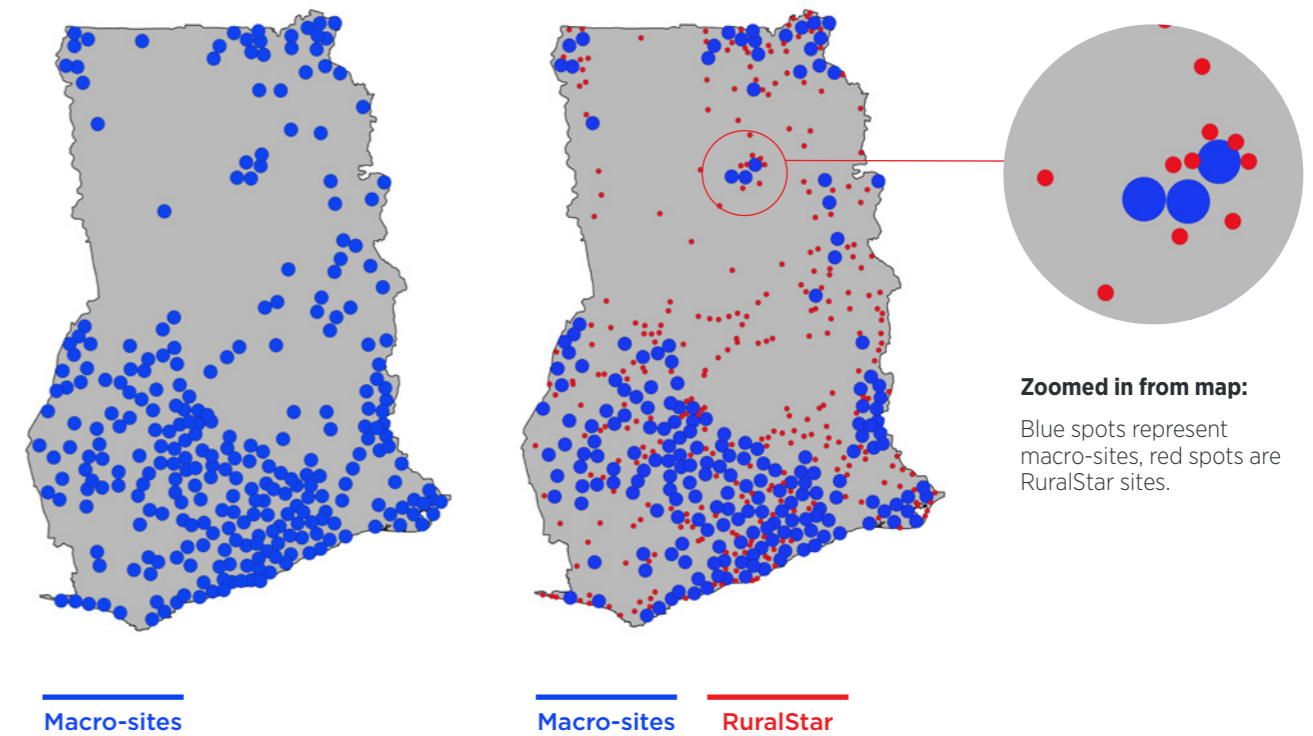 Zoomed in from map:
Blue spots represent
macro-sites, red spots are
RuralStar sites.
Macro-sites
Macro-sites
RuralStar